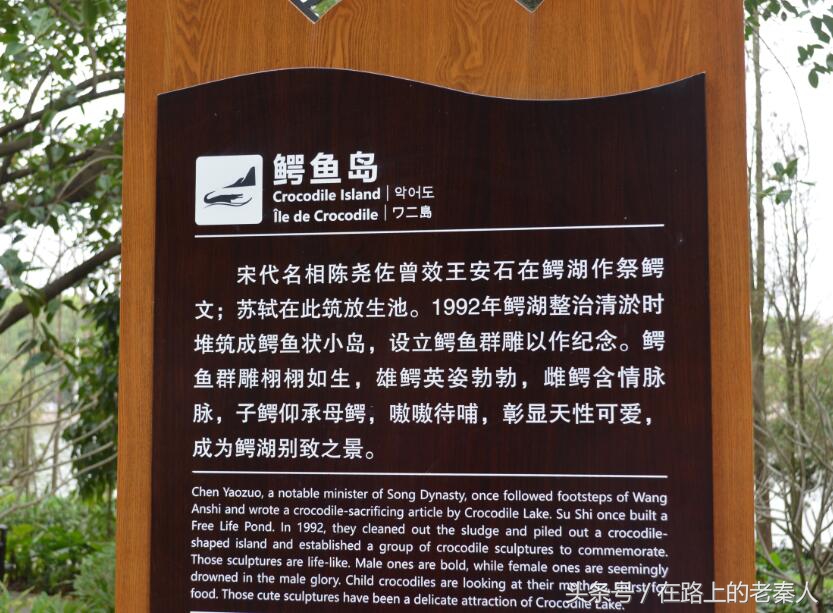 鳄鱼岛
Crocodile Island | 악어도
Île de Crocodile | ワニ島
宋代名相陈尧佐曾效王安石在鳄湖作祭鳄
文；苏轼在此筑放生池。1992年鳄湖整治清淤时
堆筑成鳄鱼状小岛，设立鳄鱼群雕以作纪念。鳄
鱼群雕栩栩如生，雄鳄英姿勃勃，雌鳄含情脉
脉，子鳄仰承母鳄，嗷嗷待哺，彰显天性可爱，
成为鳄湖别致之景。
Chen Yaozuo, a notable minister of Song Dynasty, once followed footsteps of Wang
Anshi and wrote a crocodile-sacrificing article by Crocodile Lake. Su Shi once built a
Free Life Pond. In 1992, they cleaned out the sludge and piled out a crocodile-
shaped island and established a group of crocodile sculptures to commemorate.
Those sculptures are life-like. Male ones are bold, while female ones are seemingly
drowned in the male glory. Child crocodiles are looking at their for
food. Those cute sculptures have been a delicate attraction of Crocodile Lake.
头条号 / 在路上的老秦人